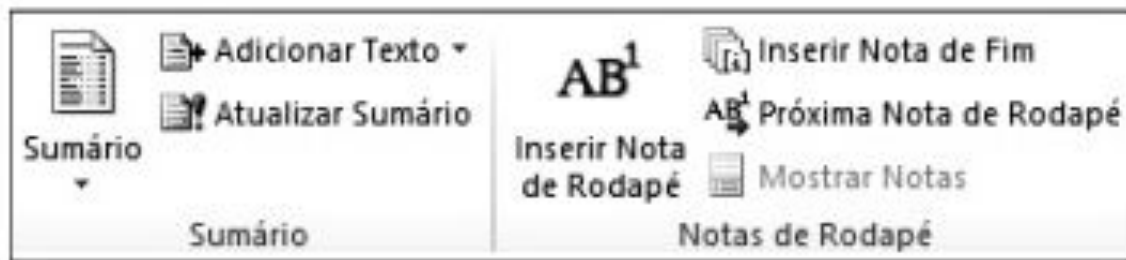 Sumário
Adicionar Texto
Atualizar Sumário
Sumário
AB¹
Inserir Nota
de Rodapé
[i] Inserir Nota de Fim
AB¹ Próxima Nota de Rodapé
Mostrar Notas
Notas de Rodapé